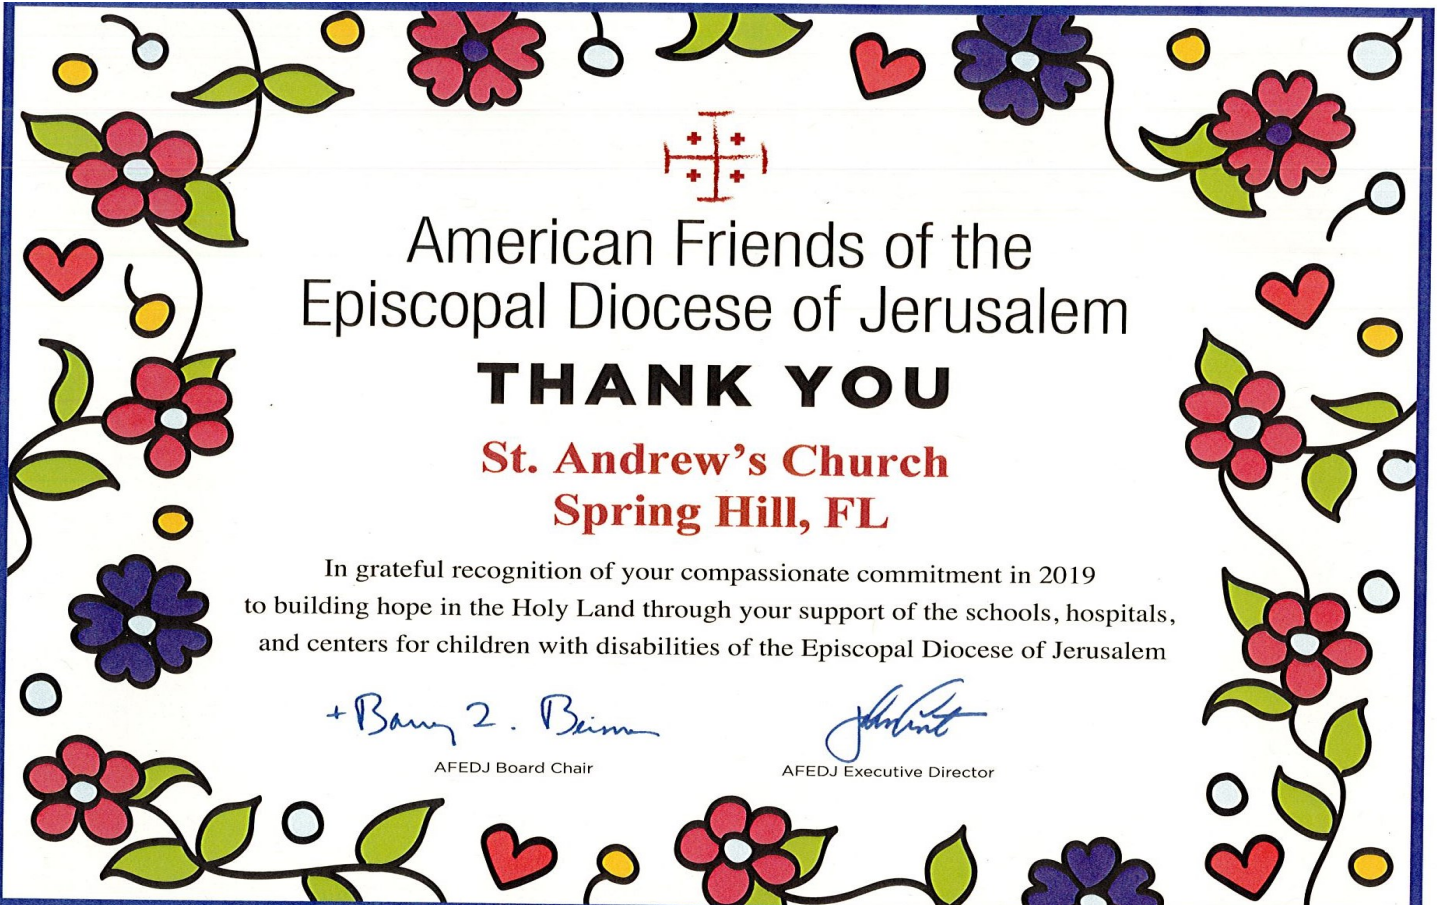 American Friends of the
Episcopal Diocese of Jerusalem
THANK YOU
St. Andrew's Church
Spring Hill, FL
In grateful recognition of your compassionate commitment in 2019
to building hope in the Holy Land through your support of the schools, hospitals,
and centers for children with disabilities of the Episcopal Diocese of Jerusalem
+ Barry
AFEDJ Board Chair
AFEDJ Executive Director